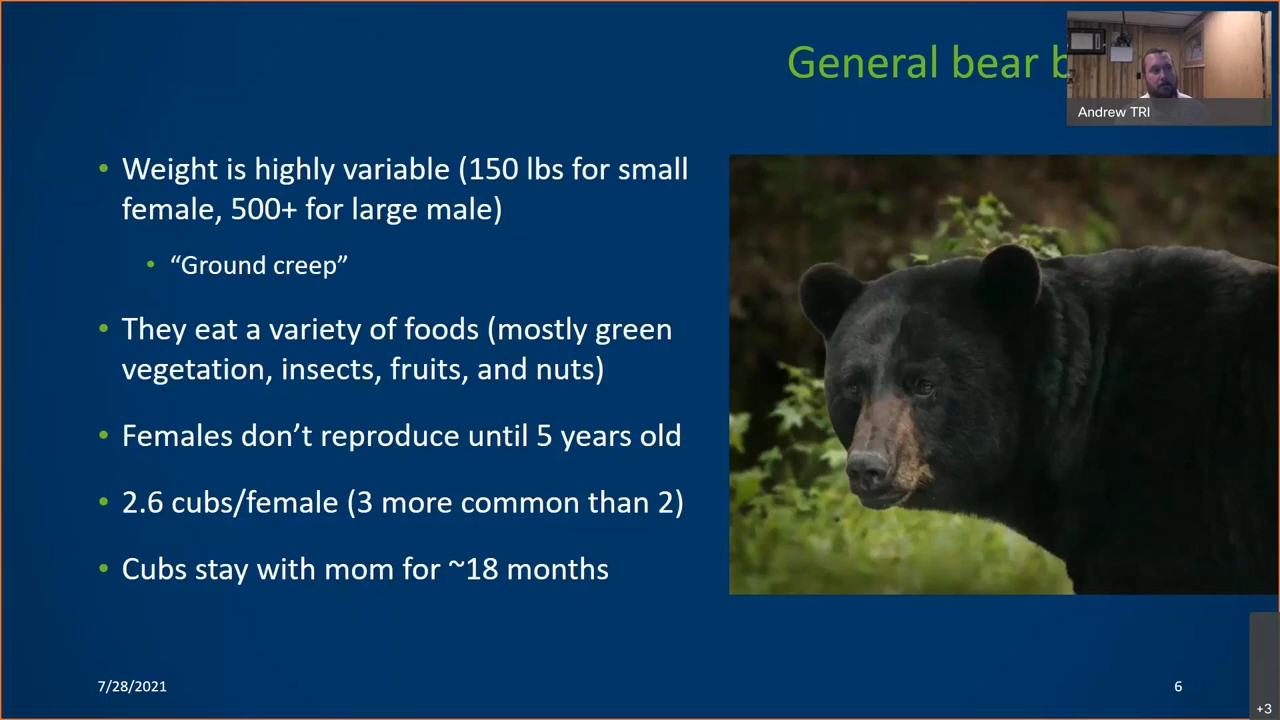 General bear b
Andrew TRI
• Weight is highly variable (150 lbs for small
female, 500+ for large male)
• “Ground creep”
• They eat a variety of foods (mostly green
vegetation, insects, fruits, and nuts)
• Females don’t reproduce until 5 years old
• 2.6 cubs/female (3 more common than 2)
• Cubs stay with mom for ~18 months
7/28/2021
6
+3